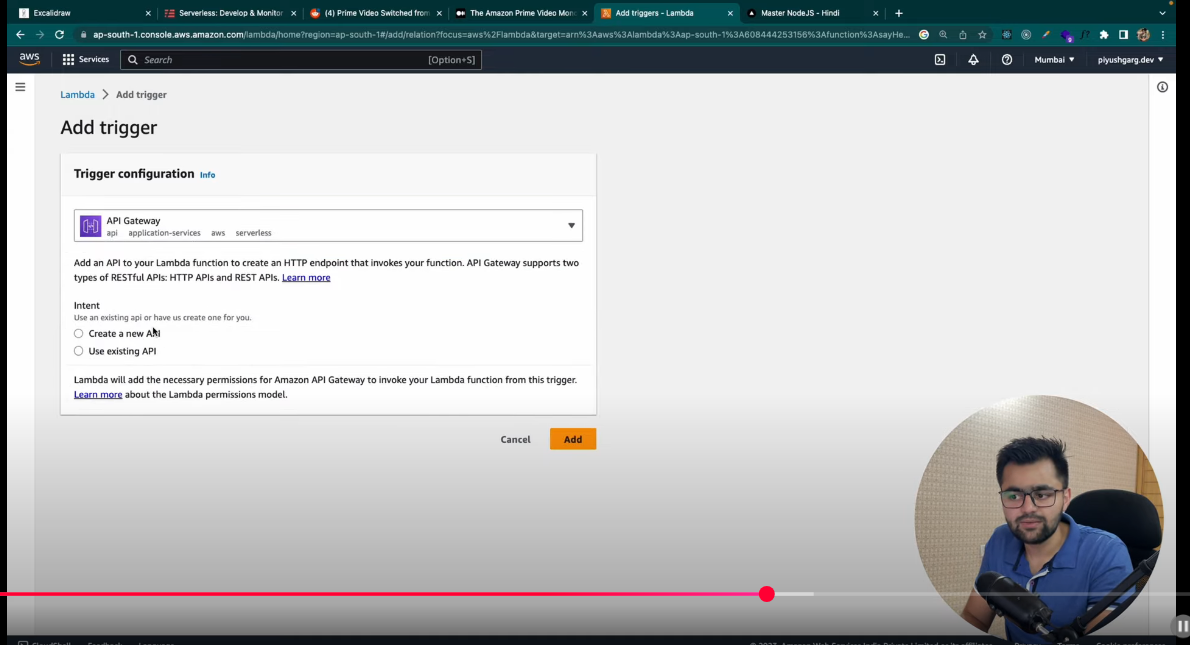 Excalidraw
Serverless: Develop & Monitor
(4) Prime Video Switched from
The Amazon Prime Video Mono
Add triggers - Lambda
Master NodeJS - Hindi
ap-south-1.console.aws.amazon.com/lambda/home?region=ap-south-1#/add/relation?focus=aws%2Flambda&target=arn%3Aaws%3Alambda%3Aap-south-1%3A608444253156%3Afunction%3AsayHe...
aws
Services
Search
[Option+S]
Mumbai
piyushgarg.dev
Lambda > Add trigger
Add trigger
Trigger configuration Info
API Gateway
api application-services aws serverless
Add an API to your Lambda function to create an HTTP endpoint that invokes your function. API Gateway supports two
types of RESTful APIs: HTTP APIs and REST APIs. Learn more
Intent
Use an existing api or have us create one for you.
Create a new API
Use existing API
Lambda will add the necessary permissions for Amazon API Gateway to invoke your Lambda function from this trigger.
Learn more about the Lambda permissions model.
Cancel
Add